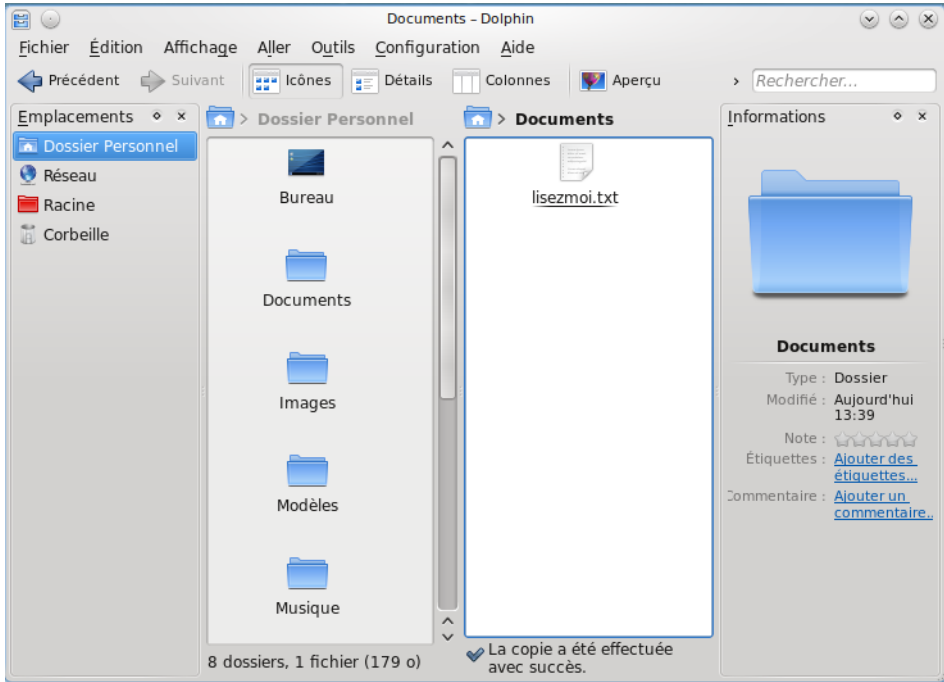 Documents – Dolphin
Fichier Édition Affichage Aller Outils Configuration Aide
Précédent Suivant Icônes Détails Colonnes Aperçu > Rechercher...
Emplacements
Dossier Personnel
Réseau
Racine
Corbeille
> Dossier Personnel
Bureau
Documents
Images
Modèles
Musique
8 dossiers, 1 fichier (179 o)
> Documents
lisezmoi.txt
La copie a été effectuée
avec succès.
Informations
Documents
Type : Dossier
Modifié : Aujourd'hui
13:39
Note :
Étiquettes : Ajouter des
étiquettes...
Commentaire : Ajouter un
commentaire..